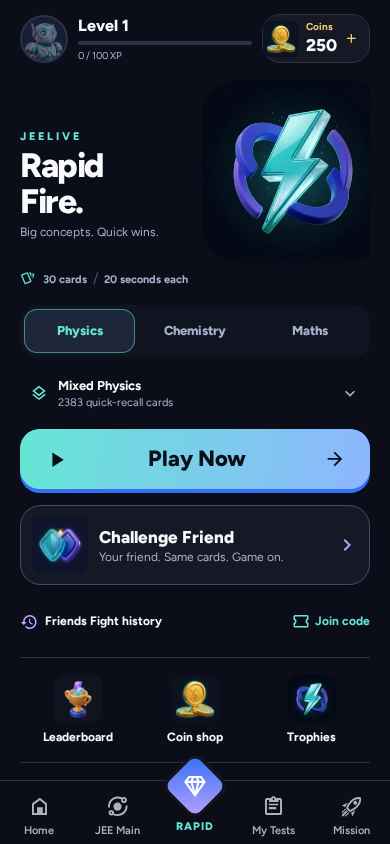 Level 1
0 / 100 XP
Coins
250 +
JEELIVE
Rapid
Fire.
Big concepts. Quick wins.
30 cards / 20 seconds each
Physics
Chemistry
Maths
Mixed Physics
2383 quick-recall cards
Play Now
Challenge Friend
Your friend. Same cards. Game on.
Friends Fight history
Join code
Leaderboard
Coin shop
Trophies
Home
JEE Main
RAPID
My Tests
Mission